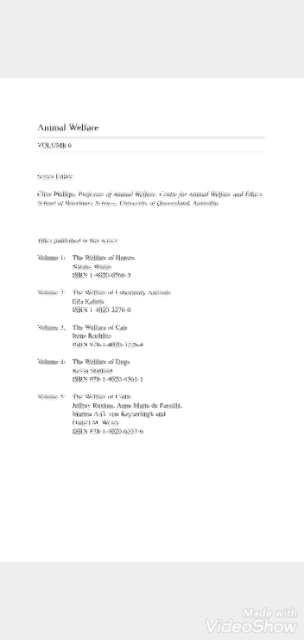 Animal Welfare
VOLUME 6
Series Editor
Clive Phillips, Professor of Animal Welfare, Centre for Animal Welfare and Ethics,
School of Veterinary Science, University of Queensland, Australia
Titles published in this series
Volume 1: The Welfare of Horses
Natalie Waran
ISBN 1-4020-0766-3
Volume 2: The Welfare of Laboratory Animals
Eila Kaliste
ISBN 1-4020-2270-0
Volume 3: The Welfare of Cats
Irene Rochlitz
ISBN 978-1-4020-3226-4
Volume 4: The Welfare of Dogs
Kevin Stafford
ISBN 978-1-4020-4361-1
Volume 5: The Welfare of Cattle
Jeffrey Rushen, Anne Marie de Passillé,
Marina A.G. von Keyserlingk and
Daniel M. Weary
ISBN 978-1-4020-6557-6
Made with
VideoShow